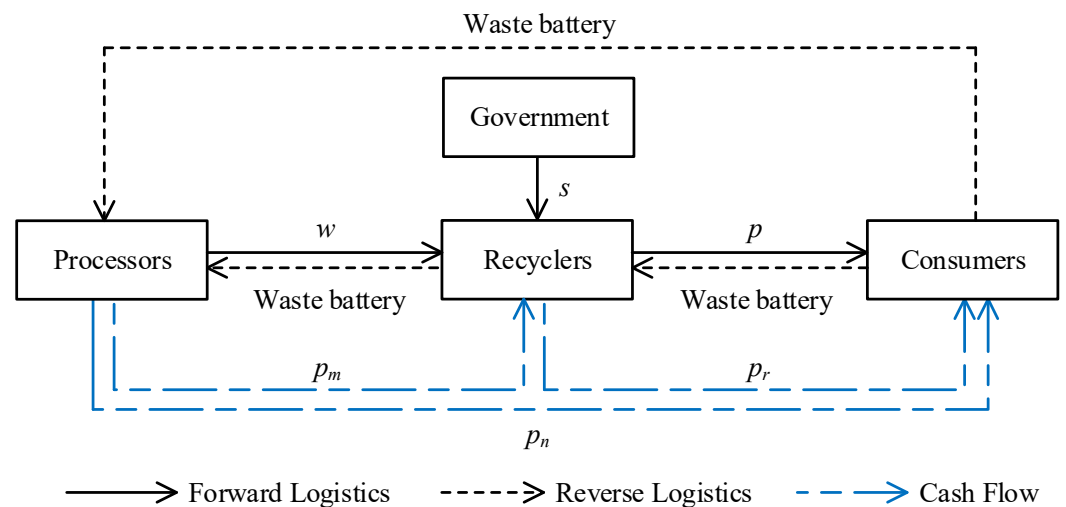 Waste battery
Government
s
w
p
Processors
Recyclers
Consumers
Waste battery
Waste battery
pₘ
pᵣ
pₙ
Forward Logistics
Reverse Logistics
Cash Flow